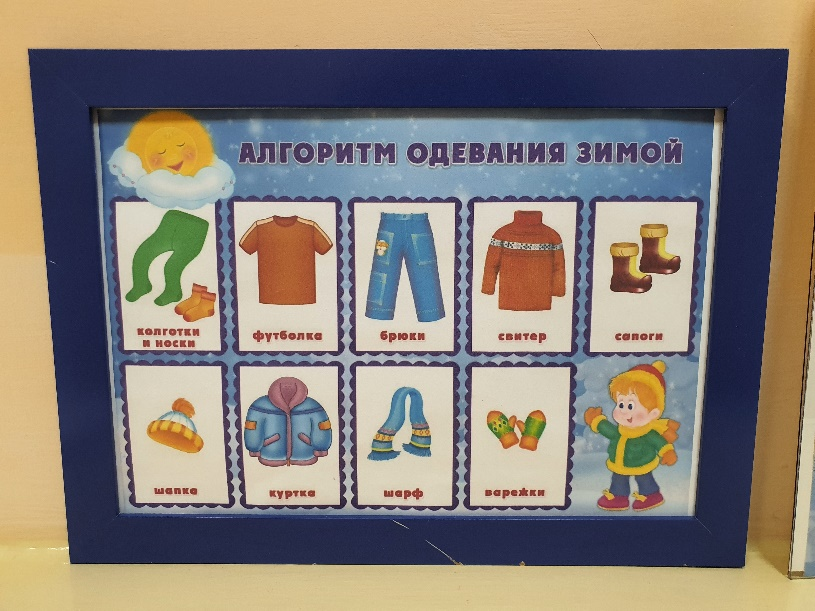 АЛГОРИТМ ОДЕВАНИЯ ЗИМОЙ
колготки
и носки
футболка
брюки
свитер
сапоги
шапка
куртка
шарф
варежки